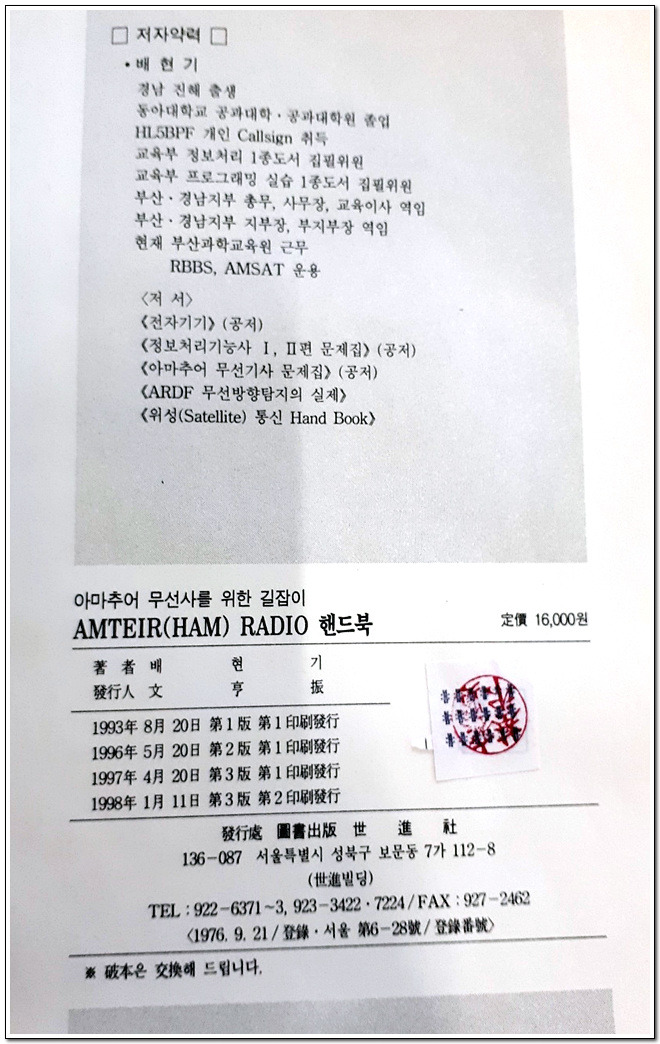 □ 저자약력 □
• 배 현 기
경남 진해 출생
동아대학교 공과대학 · 공과대학원 졸업
HL5BPF 개인 Callsign 취득
교육부 정보처리 1종도서 집필위원
교육부 프로그래밍 실습 1종도서 집필위원
부산 · 경남지부 총무, 사무장, 교육이사 역임
부산 · 경남지부 지부장, 부지부장 역임
현재 부산과학교육원 근무
RBBS, AMSAT 운용
〈저 서〉
《전자기기》(공저)
《정보처리기능사 Ⅰ, Ⅱ편 문제집》(공저)
《아마추어 무선기사 문제집》(공저)
《ARDF 무선방향탐지의 실제》
《위성(Satellite) 통신 Hand Book》
아마추어 무선사를 위한 길잡이
AMTEIR(HAM) RADIO 핸드북 定價 16,000원
著 者 배 현 기
發行人 文 亨 振
1993年 8月 20日 第1版 第1印刷發行
1996年 5月 20日 第2版 第1印刷發行
1997年 4月 20日 第3版 第1印刷發行
1998年 1月 11日 第3版 第2印刷發行
發行處 圖書出版 世 進 社
136-087 서울특별시 성북구 보문동 7가 112-8
(世進빌딩)
TEL : 922-6371~3, 923-3422 · 7224 / FAX : 927-2462
〈1976. 9. 21 / 登錄 · 서울 第6-28號 / 登錄番號〉
※ 破本은 交換해 드립니다.